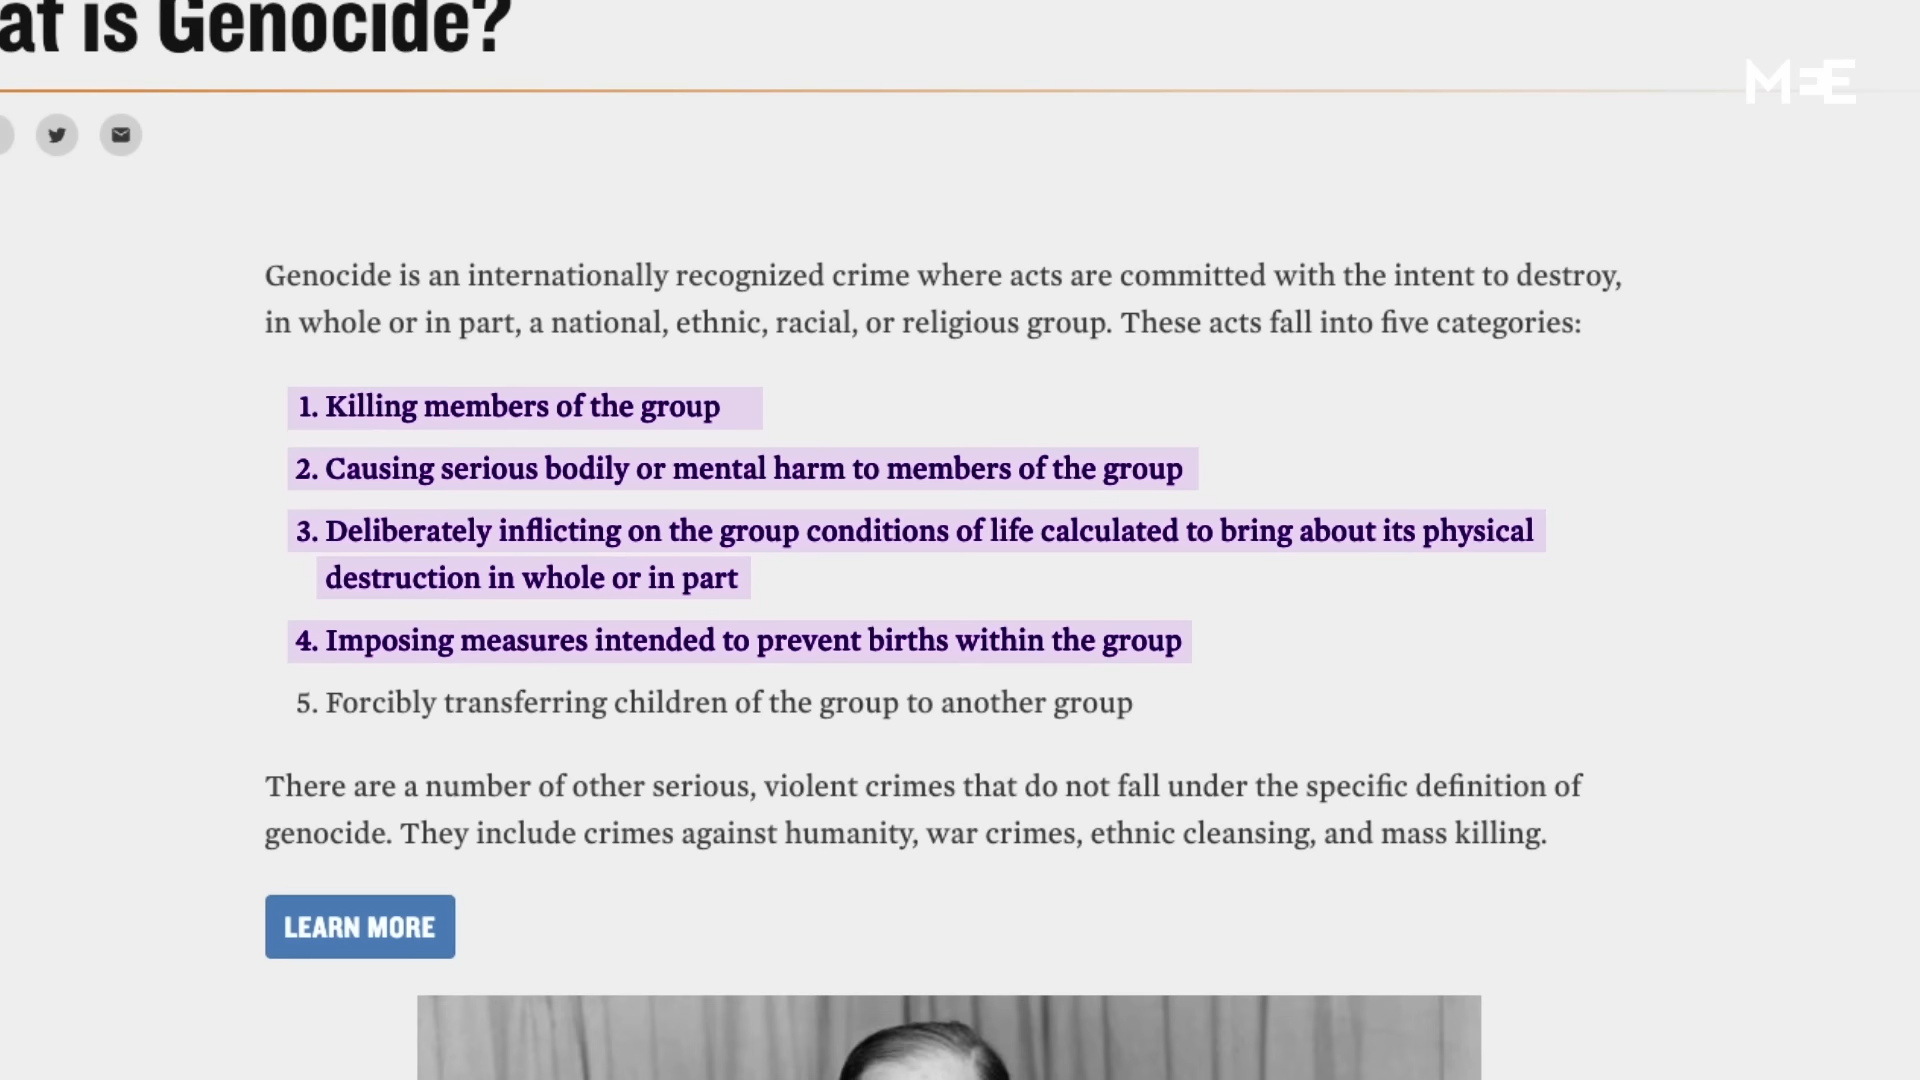 at is Genocide?
MEE
Genocide is an internationally recognized crime where acts are committed with the intent to destroy,
in whole or in part, a national, ethnic, racial, or religious group. These acts fall into five categories:
1. Killing members of the group
2. Causing serious bodily or mental harm to members of the group
3. Deliberately inflicting on the group conditions of life calculated to bring about its physical
destruction in whole or in part
4. Imposing measures intended to prevent births within the group
5. Forcibly transferring children of the group to another group
There are a number of other serious, violent crimes that do not fall under the specific definition of
genocide. They include crimes against humanity, war crimes, ethnic cleansing, and mass killing.
LEARN MORE